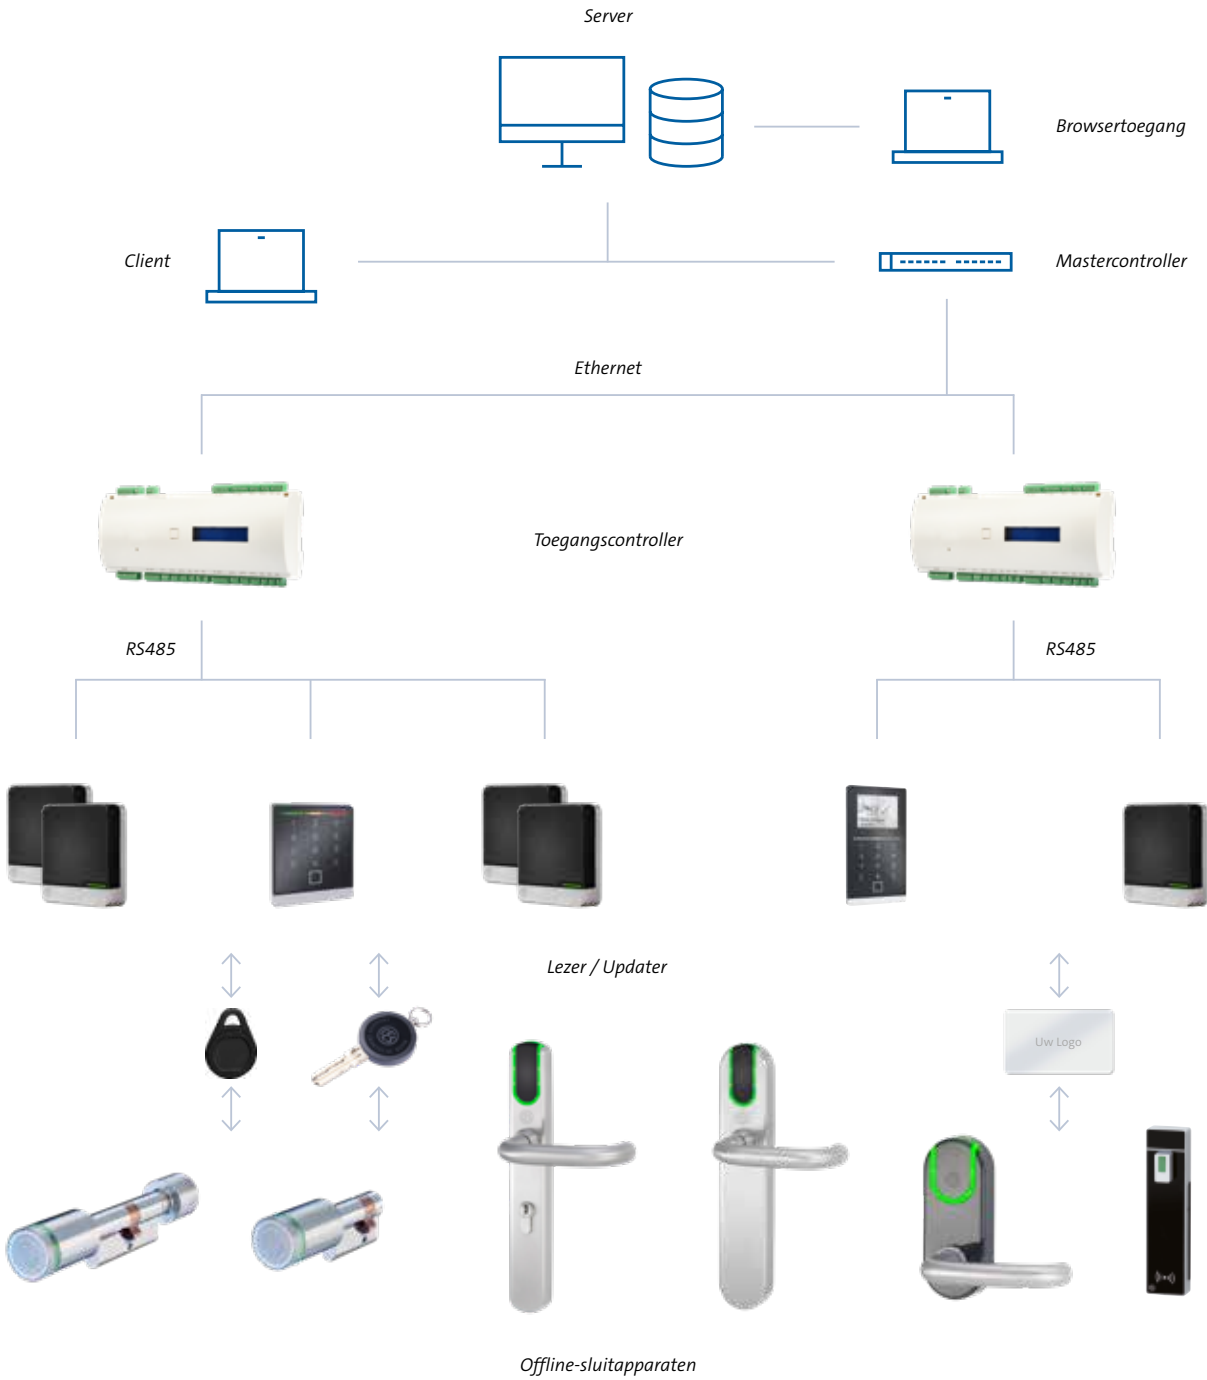 Server
Browsertoegang
Client
Mastercontroller
Ethernet
Toegangscontroller
RS485
RS485
Lezer / Updater
Uw Logo
Offline-sluitapparaten